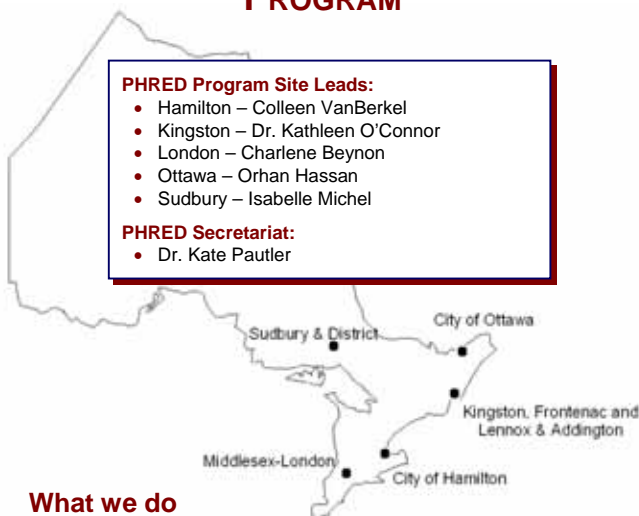 PROGRAM
PHRED Program Site Leads:
• Hamilton – Colleen VanBerkel
• Kingston – Dr. Kathleen O'Connor
• London – Charlene Beynon
• Ottawa – Orhan Hassan
• Sudbury – Isabelle Michel
PHRED Secretariat:
• Dr. Kate Pautler
Sudbury & District
City of Ottawa
Kingston, Frontenac and
Lennox & Addington
Middlesex-London
City of Hamilton
What we do